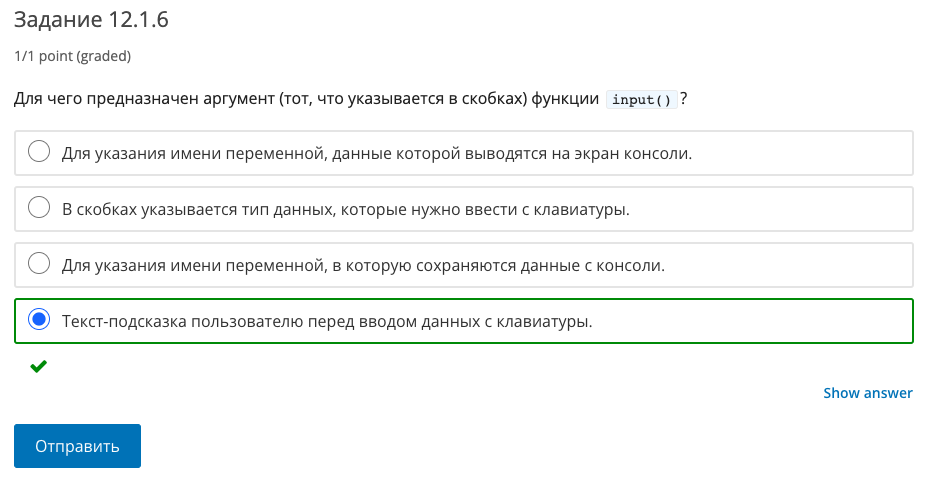 Задание 12.1.6
1/1 point (graded)
Для чего предназначен аргумент (тот, что указывается в скобках) функции input() ?
Для указания имени переменной, данные которой выводятся на экран консоли.
В скобках указывается тип данных, которые нужно ввести с клавиатуры.
Для указания имени переменной, в которую сохраняются данные с консоли.
Текст-подсказка пользователю перед вводом данных с клавиатуры.
Show answer
Отправить